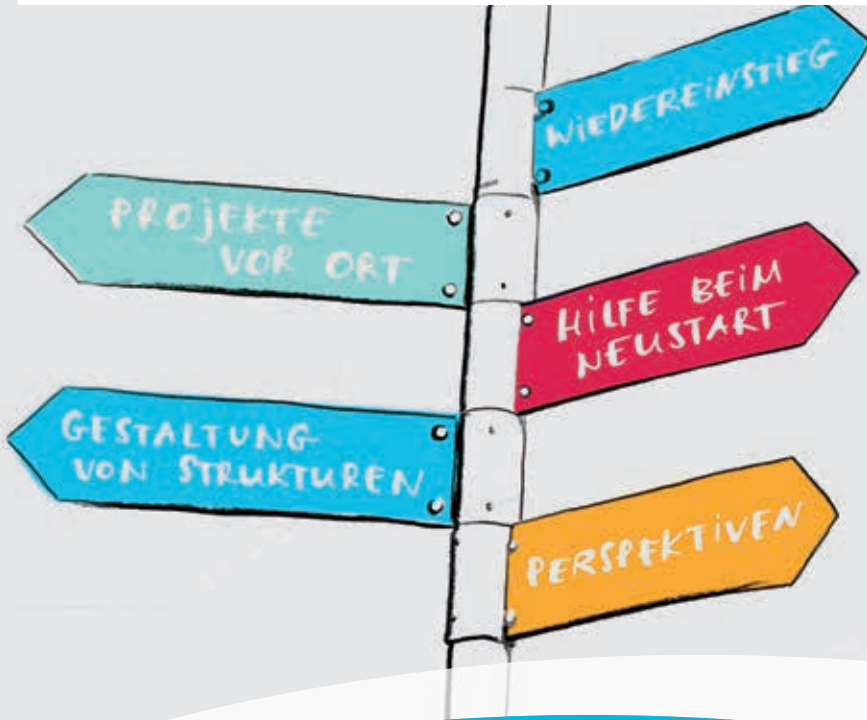 WiEDEREiNSTiEG
PROjEKTE
VOR ORT
HiLFE BEiM
NEUSTART
GESTALTUNG
VON STRUKTUREN
PERSPEKTiVEN